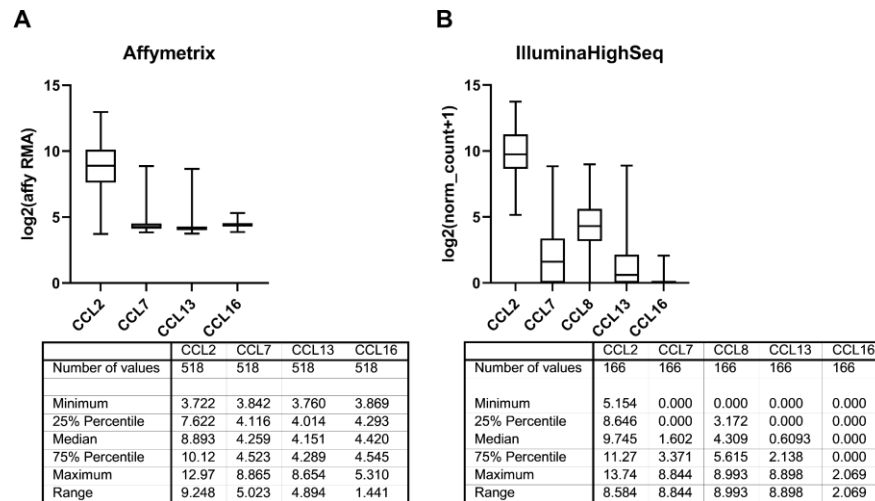 A
Affymetrix
log2(affy RMA)
15
10
5
0
CCL2 CCL7 CCL13 CCL16
CCL2 CCL7 CCL13 CCL16
Number of values 518 518 518 518
Minimum 3.722 3.842 3.760 3.869
25% Percentile 7.622 4.116 4.014 4.293
Median 8.893 4.259 4.151 4.420
75% Percentile 10.12 4.523 4.289 4.545
Maximum 12.97 8.865 8.654 5.310
Range 9.248 5.023 4.894 1.441
B
IlluminaHighSeq
log2(norm_count+1)
15
10
5
0
CCL2 CCL7 CCL8 CCL13 CCL16
CCL2 CCL7 CCL8 CCL13 CCL16
Number of values 166 166 166 166 166
Minimum 5.154 0.000 0.000 0.000 0.000
25% Percentile 8.646 0.000 3.172 0.000 0.000
Median 9.745 1.602 4.309 0.6093 0.000
75% Percentile 11.27 3.371 5.615 2.138 0.000
Maximum 13.74 8.844 8.993 8.898 2.069
Range 8.584 8.844 8.993 8.898 2.069